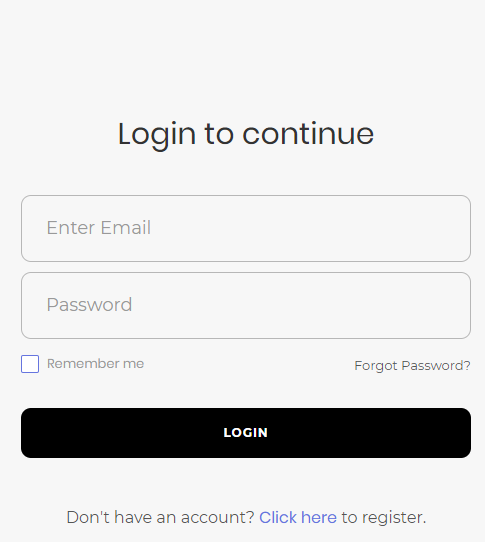 Login to continue
Enter Email
Password
Remember me
Forgot Password?
LOGIN
Don't have an account? Click here to register.